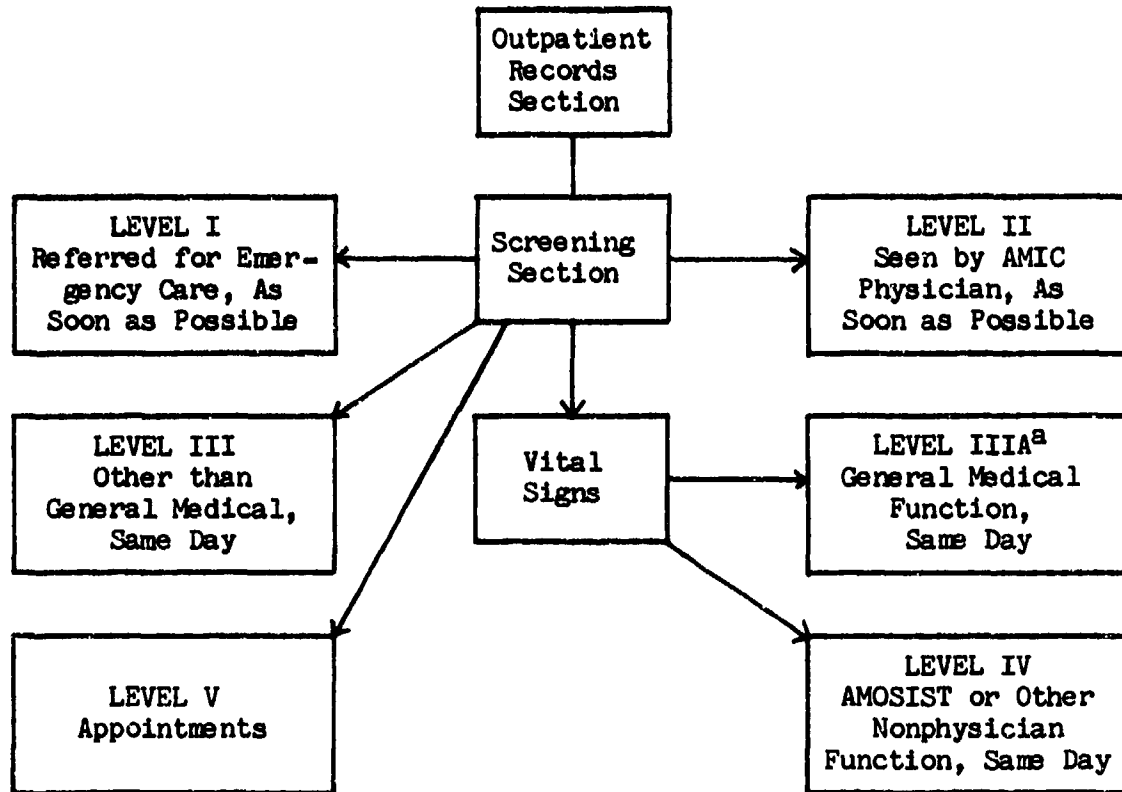 Outpatient
Records
Section
LEVEL I
Referred for Emer-
gency Care, As
Soon as Possible
Screening
Section
LEVEL II
Seen by AMIC
Physician, As
Soon as Possible
LEVEL III
Other than
General Medical,
Same Day
Vital
Signs
LEVEL IIIAa
General Medical
Function,
Same Day
LEVEL V
Appointments
LEVEL IV
AMOSIST or Other
Nonphysician
Function, Same Day